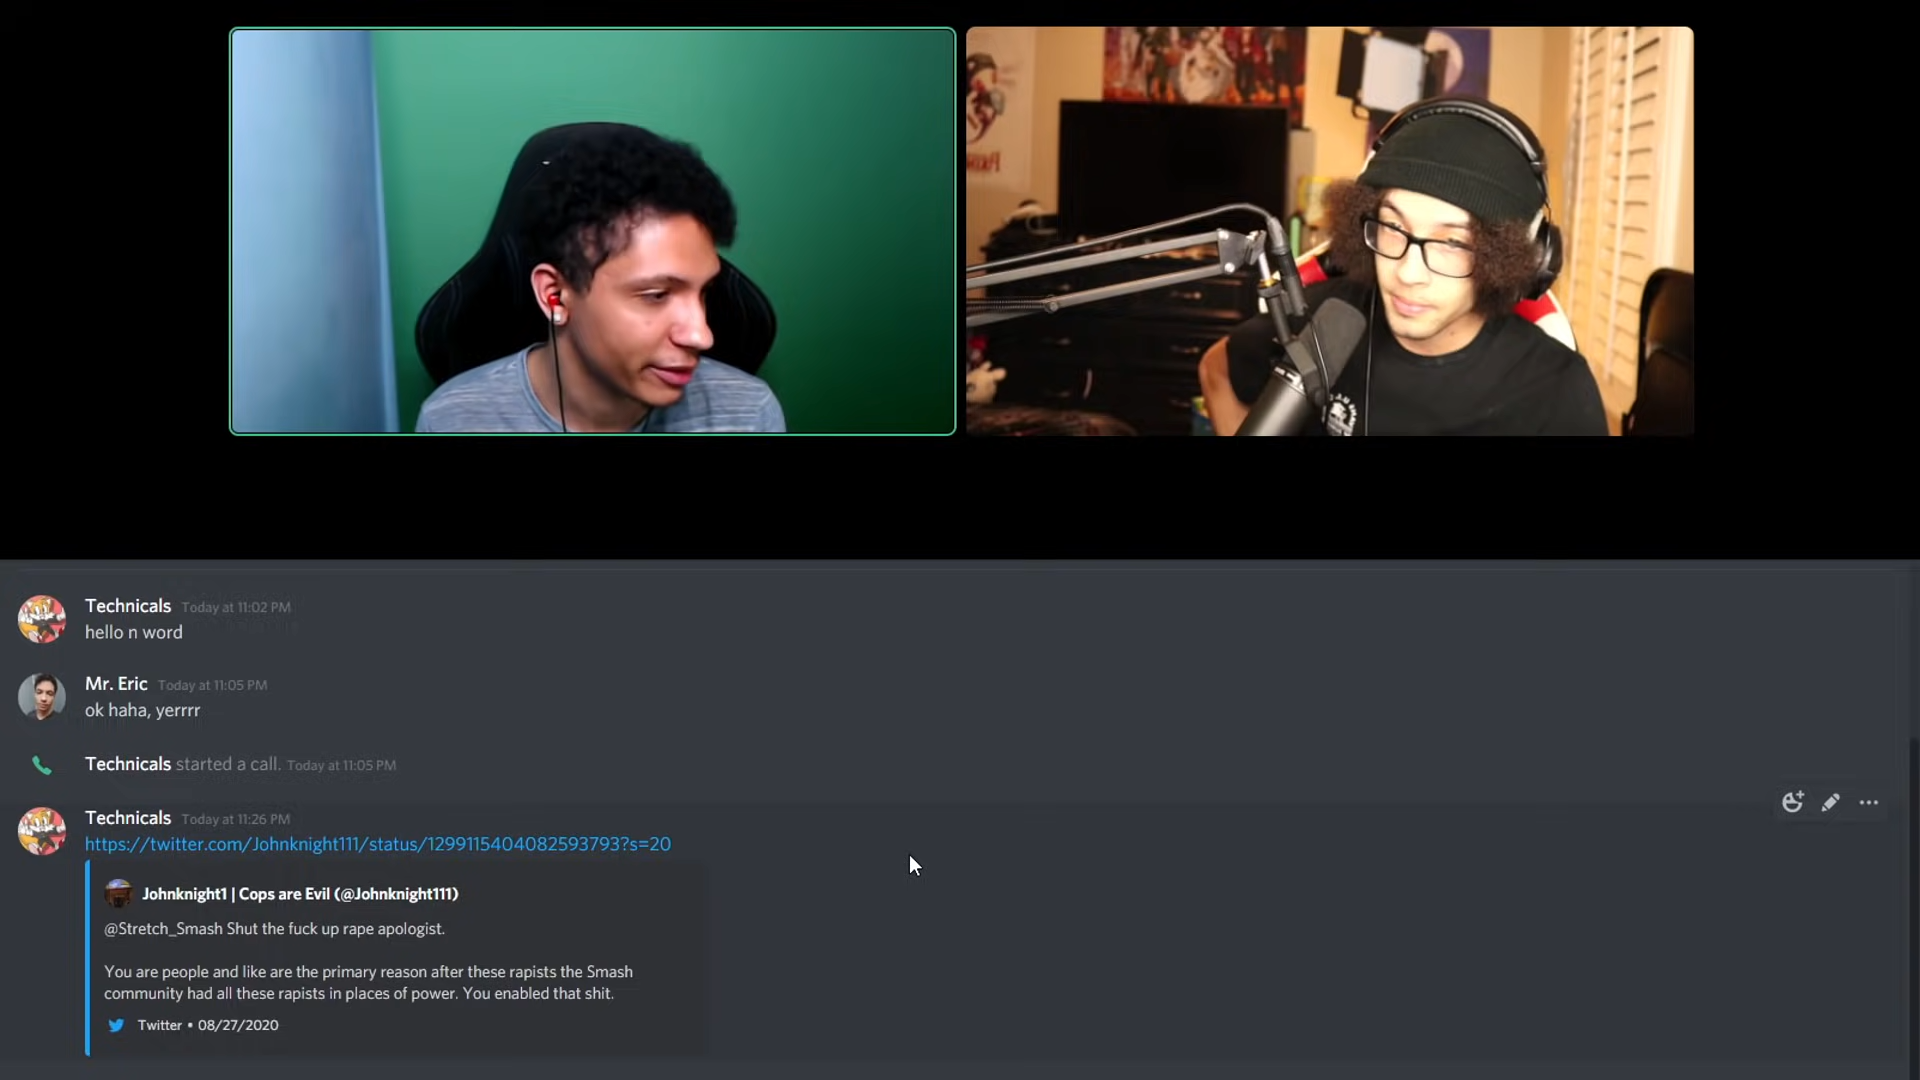 Technicals Today at 11:02 PM
hello n word
Mr. Eric Today at 11:05 PM
ok haha, yerrrr
Technicals started a call. Today at 11:05 PM
Technicals Today at 11:26 PM
https://twitter.com/Johnknight111/status/1299115404082593793?s=20
Johnknight1 | Cops are Evil (@Johnknight111)
@Stretch_Smash Shut the fuck up rape apologist.
You are people and like are the primary reason after these rapists the Smash
community had all these rapists in places of power. You enabled that shit.
Twitter • 08/27/2020